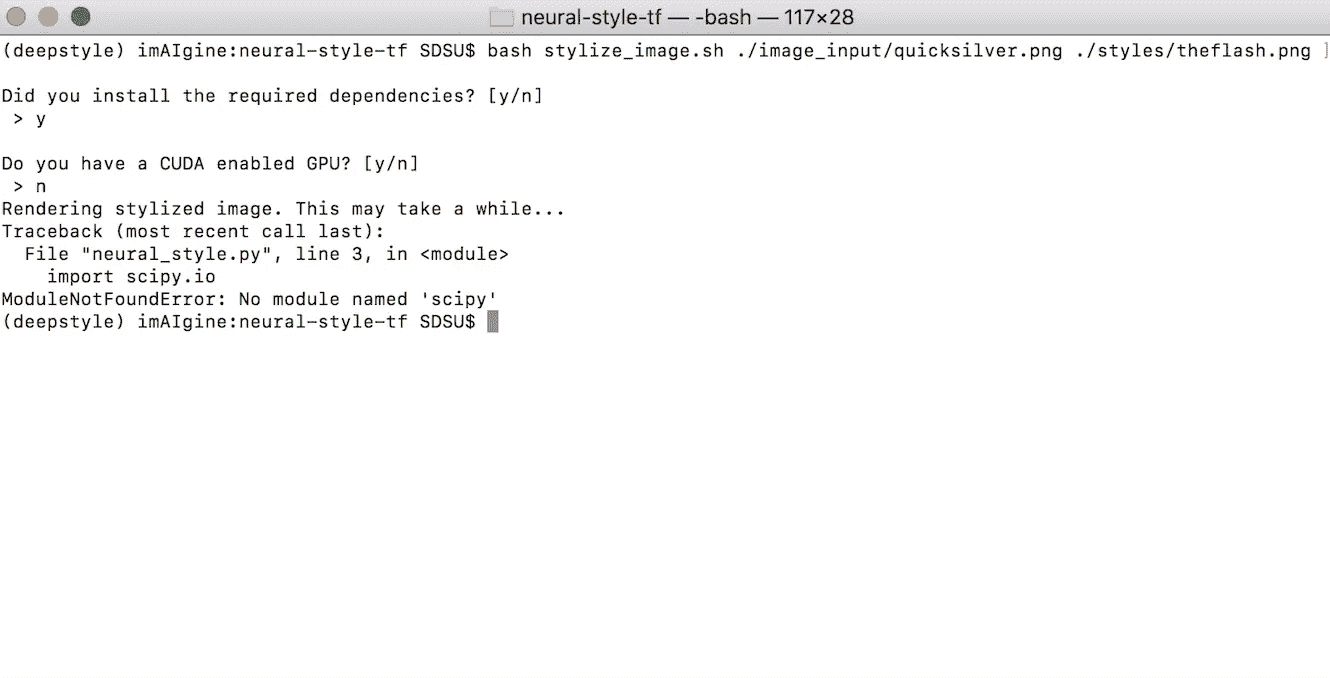 neural-style-tf — -bash — 117×28
(deepstyle) imAIgine:neural-style-tf SDSU$ bash stylize_image.sh ./image_input/quicksilver.png ./styles/theflash.png ]
Did you install the required dependencies? [y/n]
> y
Do you have a CUDA enabled GPU? [y/n]
> n
Rendering stylized image. This may take a while...
Traceback (most recent call last):
File "neural_style.py", line 3, in <module>
import scipy.io
ModuleNotFoundError: No module named 'scipy'
(deepstyle) imAIgine:neural-style-tf SDSU$